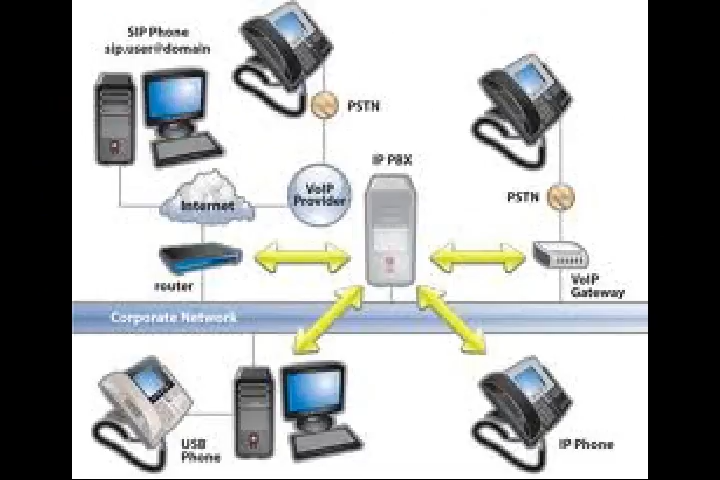 SIP Phone
sip.user@domain
PSTN
IP PBX
Internet
VoIP
Provider
PSTN
router
VoIP
Gateway
Corporate Network
USB
Phone
IP Phone